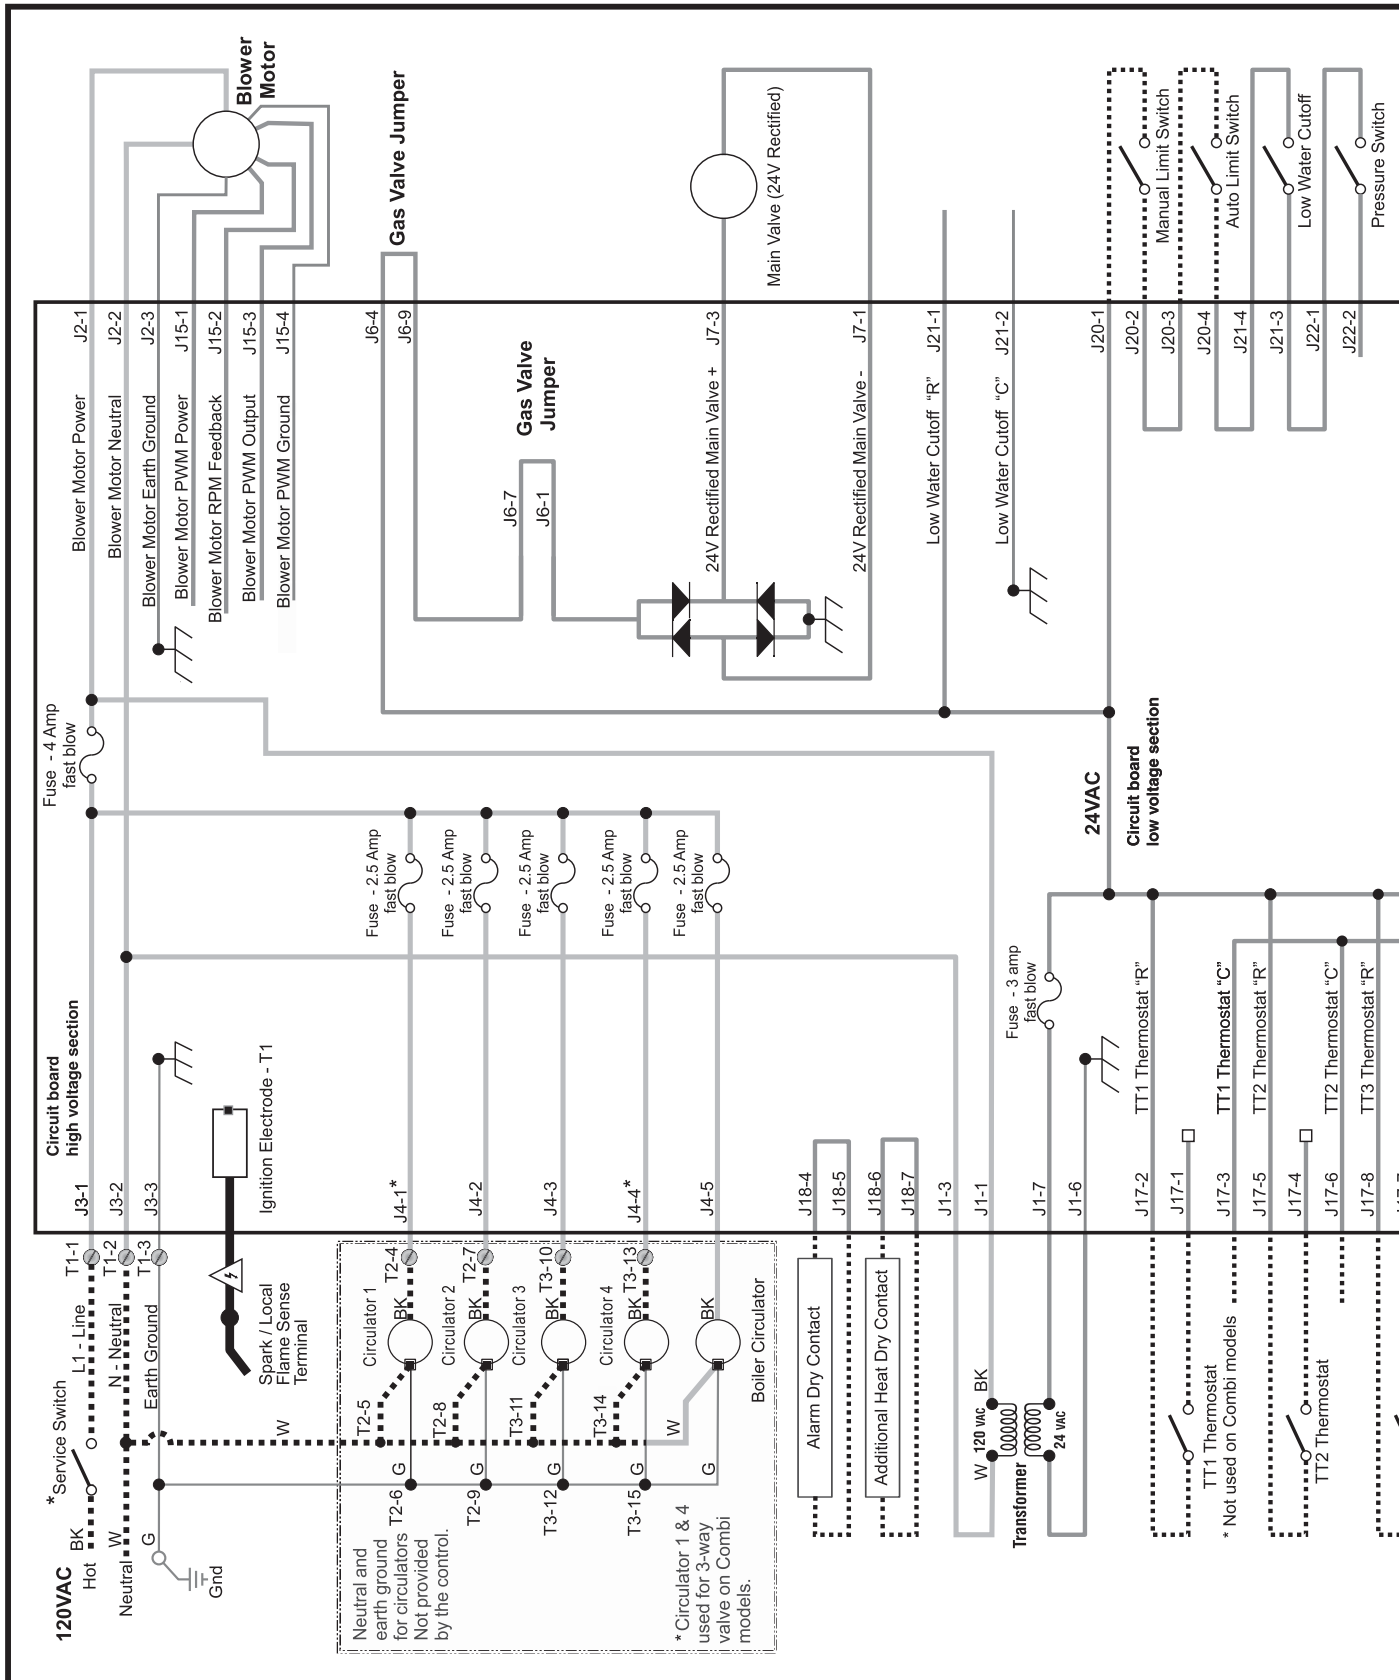 120VAC
Hot
BK
* Service Switch
L1 - Line
T1-1
J3-1
Circuit board
high voltage section
Fuse - 4 Amp
fast blow
Blower Motor Power
J2-1
Neutral
W
N - Neutral
T1-2
J3-2
Blower Motor Neutral
J2-2
Gnd
G
Earth Ground
T1-3
J3-3
Blower Motor Earth Ground
J2-3
Blower Motor PWM Power
J15-1
Blower Motor RPM Feedback
J15-2
Blower Motor PWM Output
J15-3
Blower Motor PWM Ground
J15-4
Blower
Motor
Spark / Local
Flame Sense
Terminal
Ignition Electrode - T1
W
Neutral and
earth ground
for circulators
Not provided
by the control.
* Circulator 1 & 4
used for 3-way
valve on Combi
models.
T2-6
G
T2-5
Circulator 1
BK
T2-4
J4-1*
Fuse - 2.5 Amp
fast blow
T2-9
G
T2-8
Circulator 2
BK
T2-7
J4-2
Fuse - 2.5 Amp
fast blow
T3-12
G
T3-11
Circulator 3
BK
T3-10
J4-3
Fuse - 2.5 Amp
fast blow
T3-15
G
T3-14
Circulator 4
BK
T3-13
J4-4*
Fuse - 2.5 Amp
fast blow
G
W
BK
J4-5
Fuse - 2.5 Amp
fast blow
Boiler Circulator
J6-4
J6-9
Gas Valve Jumper
J6-7
J6-1
Gas Valve
Jumper
24V Rectified Main Valve +
J7-3
Main Valve (24V Rectified)
24V Rectified Main Valve -
J7-1
Alarm Dry Contact
J18-4
J18-5
Additional Heat Dry Contact
J18-6
J18-7
Low Water Cutoff "R"
J21-1
Low Water Cutoff "C"
J21-2
J1-3
J1-1
W
120 VAC
BK
Transformer
24 VAC
J1-7
J1-6
Fuse - 3 amp
fast blow
24VAC
Circuit board
low voltage section
J20-1
J20-2
Manual Limit Switch
J20-3
J20-4
Auto Limit Switch
J21-4
J21-3
Low Water Cutoff
J22-1
J22-2
Pressure Switch
J17-2
TT1 Thermostat "R"
J17-1
TT1 Thermostat
* Not used on Combi models
J17-3
TT1 Thermostat "C"
J17-5
TT2 Thermostat "R"
J17-4
TT2 Thermostat
J17-6
TT2 Thermostat "C"
J17-8
TT3 Thermostat "R"